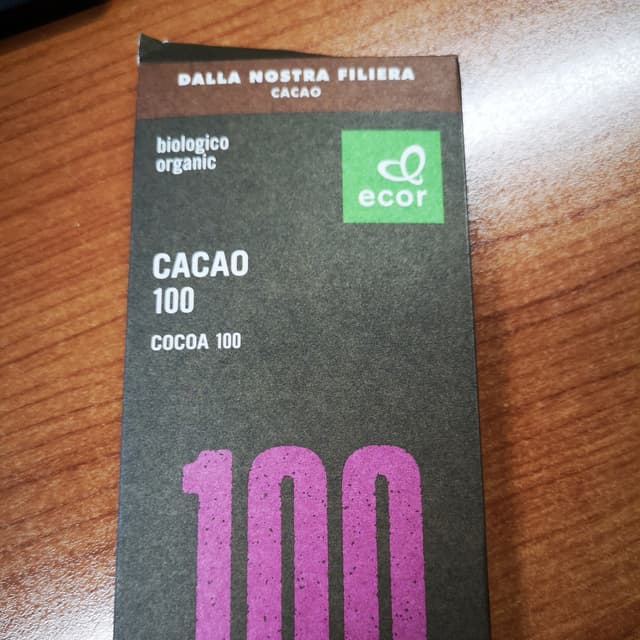 DALLA NOSTRA FILIERA
CACAO
biologico
organic
ecor
CACAO
100
COCOA 100
100